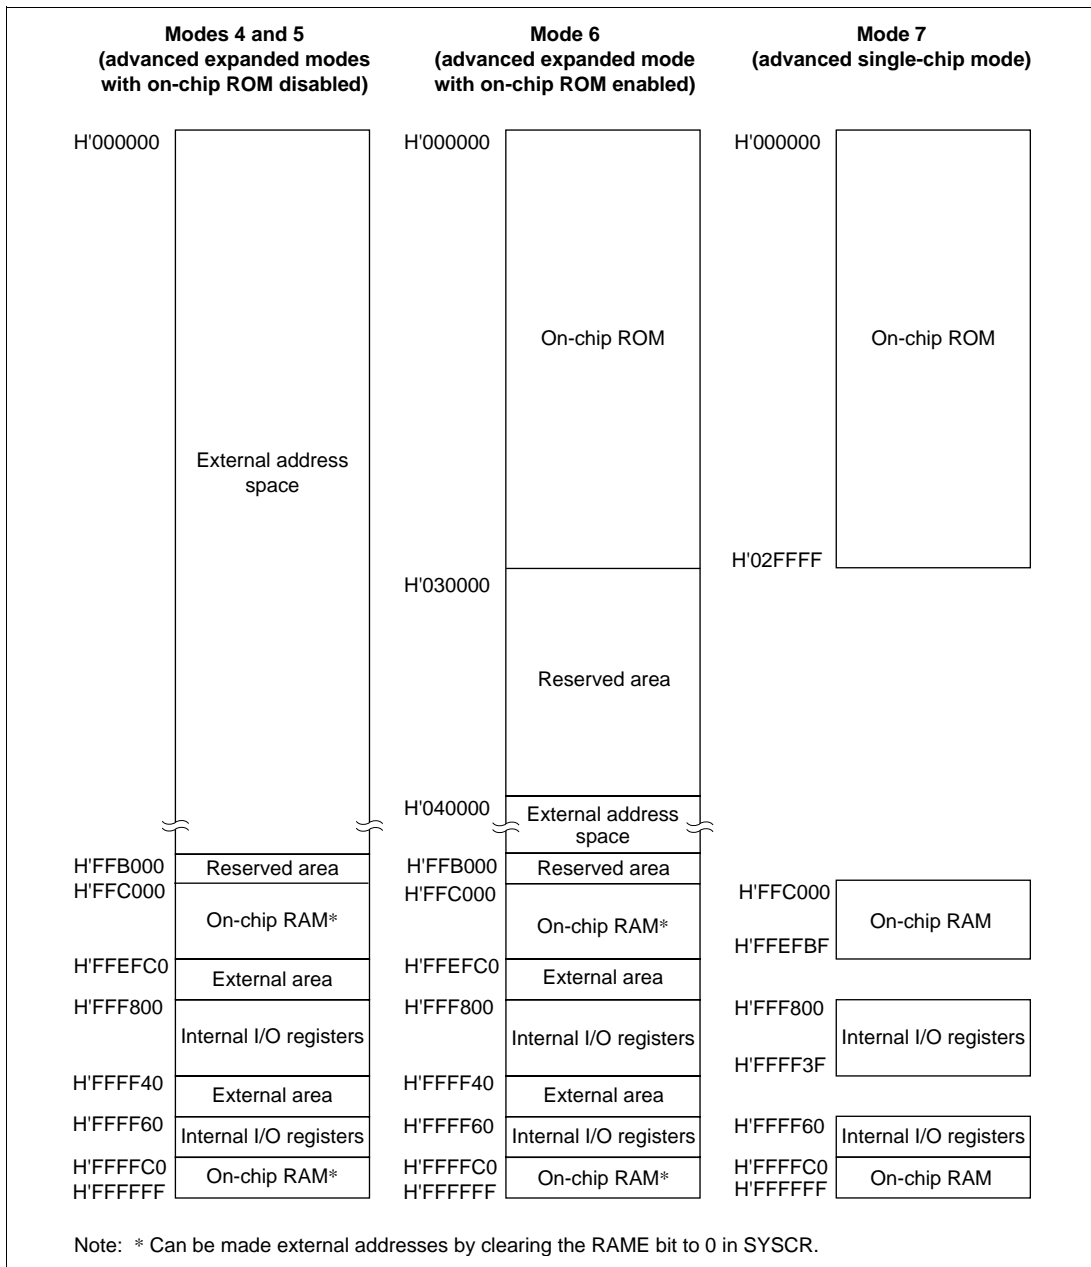 Modes 4 and 5
(advanced expanded modes
with on-chip ROM disabled)
H'000000
External address
space
H'FFB000
Reserved area
H'FFC000
On-chip RAM*
H'FFEFC0
External area
H'FFF800
Internal I/O registers
H'FFFF40
External area
H'FFFF60
Internal I/O registers
H'FFFFC0
On-chip RAM*
H'FFFFFF
Mode 6
(advanced expanded mode
with on-chip ROM enabled)
H'000000
On-chip ROM
H'030000
Reserved area
H'040000
External address
space
H'FFB000
Reserved area
H'FFC000
On-chip RAM*
H'FFEFC0
External area
H'FFF800
Internal I/O registers
H'FFFF40
External area
H'FFFF60
Internal I/O registers
H'FFFFC0
On-chip RAM*
H'FFFFFF
Mode 7
(advanced single-chip mode)
H'000000
On-chip ROM
H'02FFFF
H'FFC000
On-chip RAM
H'FFEFBF
H'FFF800
Internal I/O registers
H'FFFF3F
H'FFFF60
Internal I/O registers
H'FFFFC0
On-chip RAM
H'FFFFFF
Note: * Can be made external addresses by clearing the RAME bit to 0 in SYSCR.